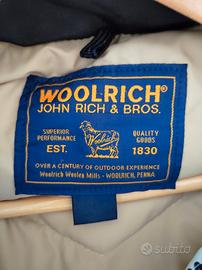 WOOLRICH®
JOHN RICH & BROS.
SUPERIOR
PERFORMANCE
QUALITY
GOODS
EST.
Woolrich
1830
OVER A CENTURY OF OUTDOOR EXPERIENCE
Woolrich Woolen Mills - WOOLRICH, PENNA
subito